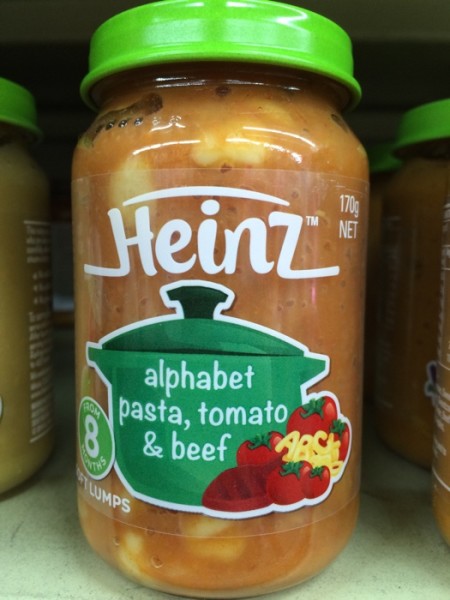 Heinz™
170g
NET
alphabet
pasta, tomato
& beef
FROM
8
MONTHS
LUMPS